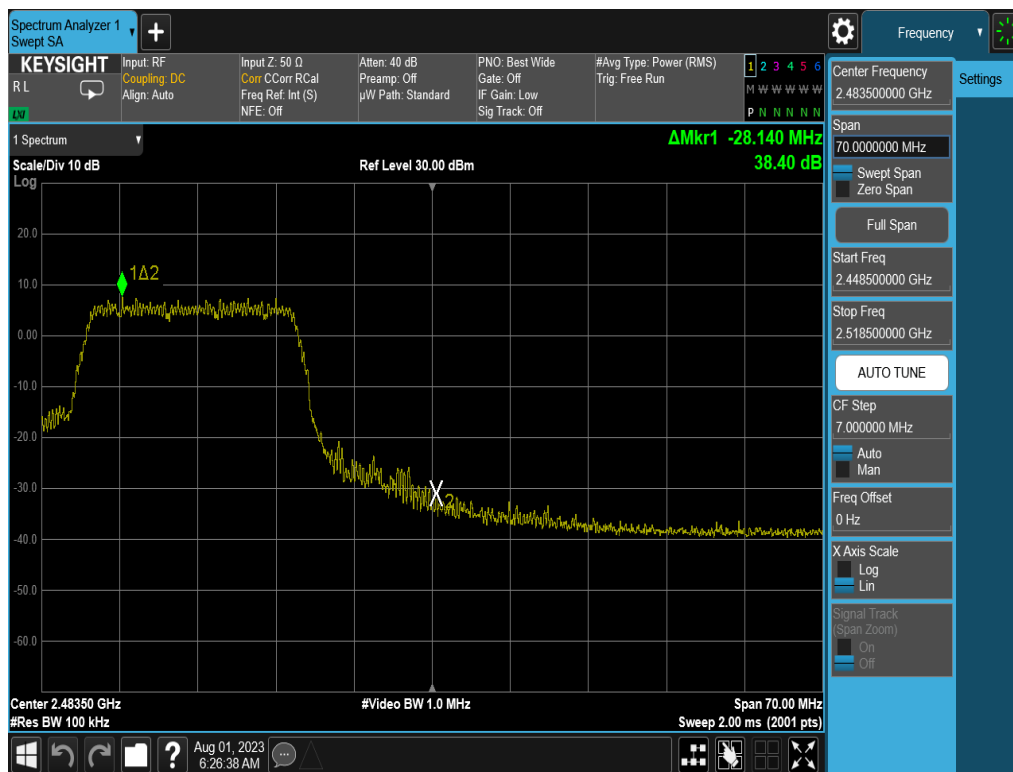 Spectrum Analyzer 1
Swept SA
+
Frequency
KEYSIGHT
RL
LXI
Input: RF
Coupling: DC
Align: Auto
Input Z: 50 Ω
Corr CCorr RCal
Freq Ref: Int (S)
NFE: Off
Atten: 40 dB
Preamp: Off
µW Path: Standard
PNO: Best Wide
Gate: Off
IF Gain: Low
Sig Track: Off
#Avg Type: Power (RMS)
Trig: Free Run
1 2 3 4 5 6
M W W W W W
P N N N N N
1 Spectrum
Scale/Div 10 dB
Ref Level 30.00 dBm
ΔMkr1 -28.140 MHz
38.40 dB
Log
20.0
10.0
0.00
-10.0
-20.0
-30.0
-40.0
-50.0
-60.0
1Δ2
X2
Center 2.48350 GHz
#Res BW 100 kHz
#Video BW 1.0 MHz
Span 70.00 MHz
Sweep 2.00 ms (2001 pts)
Aug 01, 2023
6:26:38 AM
?
Center Frequency
2.483500000 GHz
Settings
Span
70.0000000 MHz
Swept Span
Zero Span
Full Span
Start Freq
2.448500000 GHz
Stop Freq
2.518500000 GHz
AUTO TUNE
CF Step
7.000000 MHz
Auto
Man
Freq Offset
0 Hz
X Axis Scale
Log
Lin
Signal Track
(Span Zoom)
On
Off